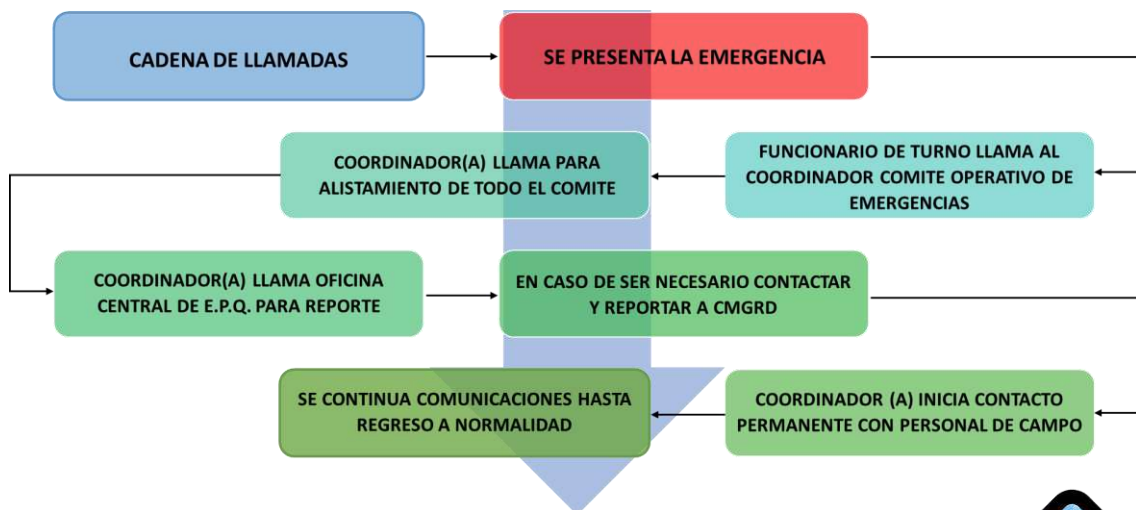 CADENA DE LLAMADAS
SE PRESENTA LA EMERGENCIA
FUNCIONARIO DE TURNO LLAMA AL
COORDINADOR COMITE OPERATIVO DE
EMERGENCIAS
COORDINADOR(A) LLAMA PARA
ALISTAMIENTO DE TODO EL COMITE
COORDINADOR(A) LLAMA OFICINA
CENTRAL DE E.P.Q. PARA REPORTE
EN CASO DE SER NECESARIO CONTACTAR
Y REPORTAR A CMGRD
COORDINADOR (A) INICIA CONTACTO
PERMANENTE CON PERSONAL DE CAMPO
SE CONTINUA COMUNICACIONES HASTA
REGRESO A NORMALIDAD